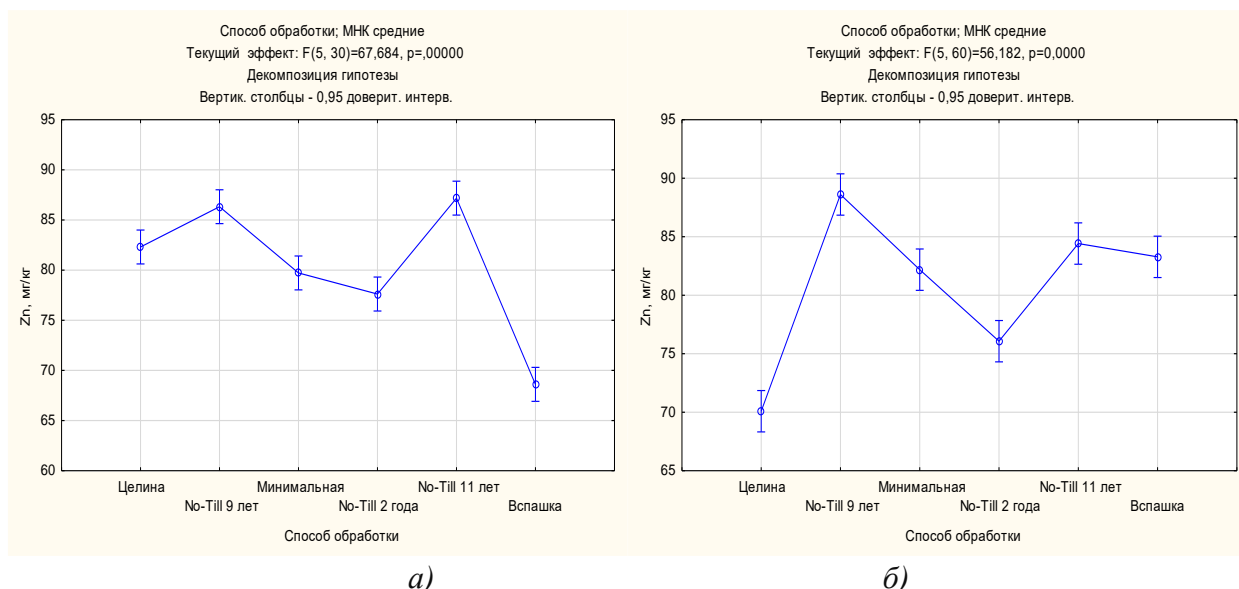 Способ обработки; МНК средние
Текущий эффект: F(5, 30)=67,684, p=,00000
Декомпозиция гипотезы
Вертик. столбцы - 0,95 доверит. интерв.
95
90
85
80
75
70
65
60
Zn, мг/кг
Целина
No-Till 9 лет
Минимальная
No-Till 2 года
No-Till 11 лет
Вспашка
Способ обработки
а)
Способ обработки; МНК средние
Текущий эффект: F(5, 60)=56,182, p=0,0000
Декомпозиция гипотезы
Вертик. столбцы - 0,95 доверит. интерв.
95
90
85
80
75
70
65
Zn, мг/кг
Целина
No-Till 9 лет
Минимальная
No-Till 2 года
No-Till 11 лет
Вспашка
Способ обработки
б)